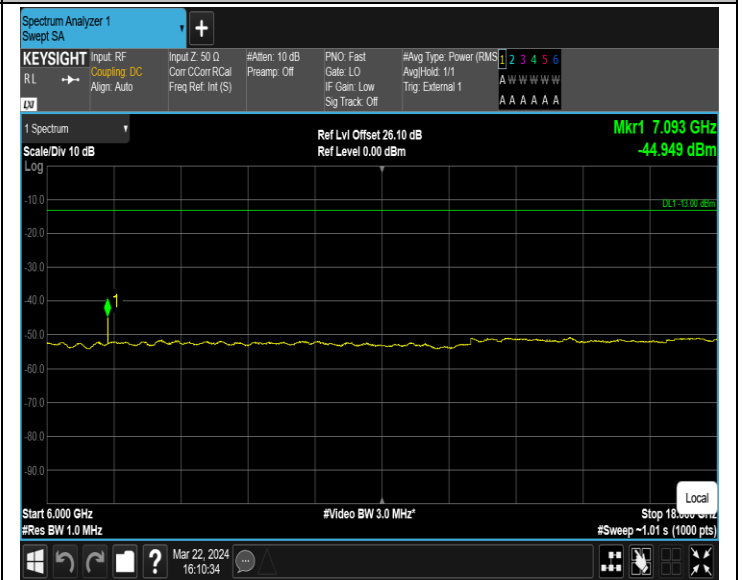 Spectrum Analyzer 1
Swept SA
+
KEYSIGHT Input: RF Input Z: 50 Ω #Atten: 10 dB PNO: Fast #Avg Type: Power (RMS 1 2 3 4 5 6
RL Coupling: DC Corr CCorr RCal Preamp: Off Gate: LO Avg|Hold: 1/1 A W W W W W
Align: Auto Freq Ref: Int (S) IF Gain: Low Trig: External 1
LXI Sig Track: Off A A A A A A
1 Spectrum Ref Lvl Offset 26.10 dB Mkr1 7.093 GHz
Scale/Div 10 dB Ref Level 0.00 dBm -44.949 dBm
Log
-10.0
DL1 -13.00 dBm
-20.0
-30.0
-40.0 1
-50.0
-60.0
-70.0
-80.0
-90.0
Local
Start 6.000 GHz #Video BW 3.0 MHz* Stop 18.000 GHz
#Res BW 1.0 MHz #Sweep ~1.01 s (1000 pts)
? Mar 22, 2024
16:10:34